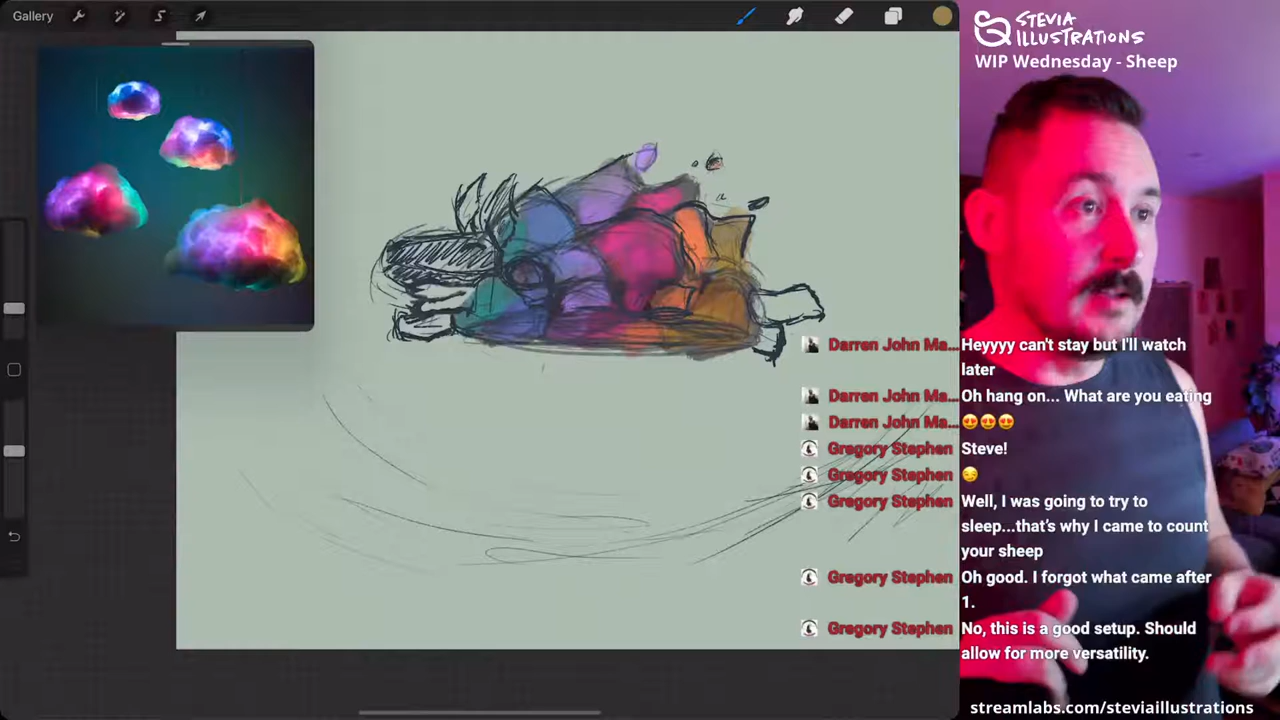 Gallery
STEVIA
ILLUSTRATIONS
WIP Wednesday - Sheep
Darren John Ma... Heyyyy can't stay but I'll watch
later
Darren John Ma... Oh hang on... What are you eating
Darren John Ma... 😍😍😍
Gregory Stephen Steve!
Gregory Stephen 😏
Gregory Stephen Well, I was going to try to
sleep...that's why I came to count
your sheep
Gregory Stephen Oh good. I forgot what came after
1.
Gregory Stephen No, this is a good setup. Should
allow for more versatility.
streamlabs.com/steviaillustrations